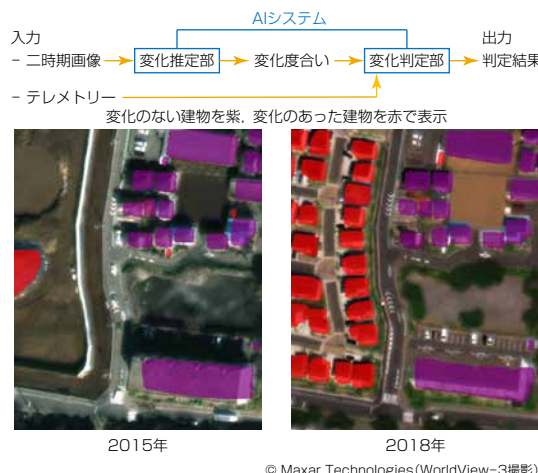 AIシステム
入力
出力
- 二時期画像
変化推定部
変化度合い
変化判定部
判定結果
- テレメトリー
変化のない建物を紫，変化のあった建物を赤で表示
2015年
2018年
© Maxar Technologies（WorldView-3撮影）